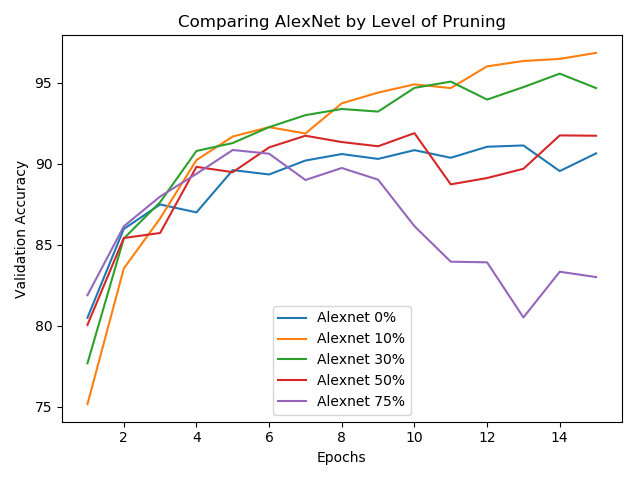 Comparing AlexNet by Level of Pruning
Validation Accuracy
95
90
85
80
75
Alexnet 0%
Alexnet 10%
Alexnet 30%
Alexnet 50%
Alexnet 75%
2 4 6 8 10 12 14
Epochs